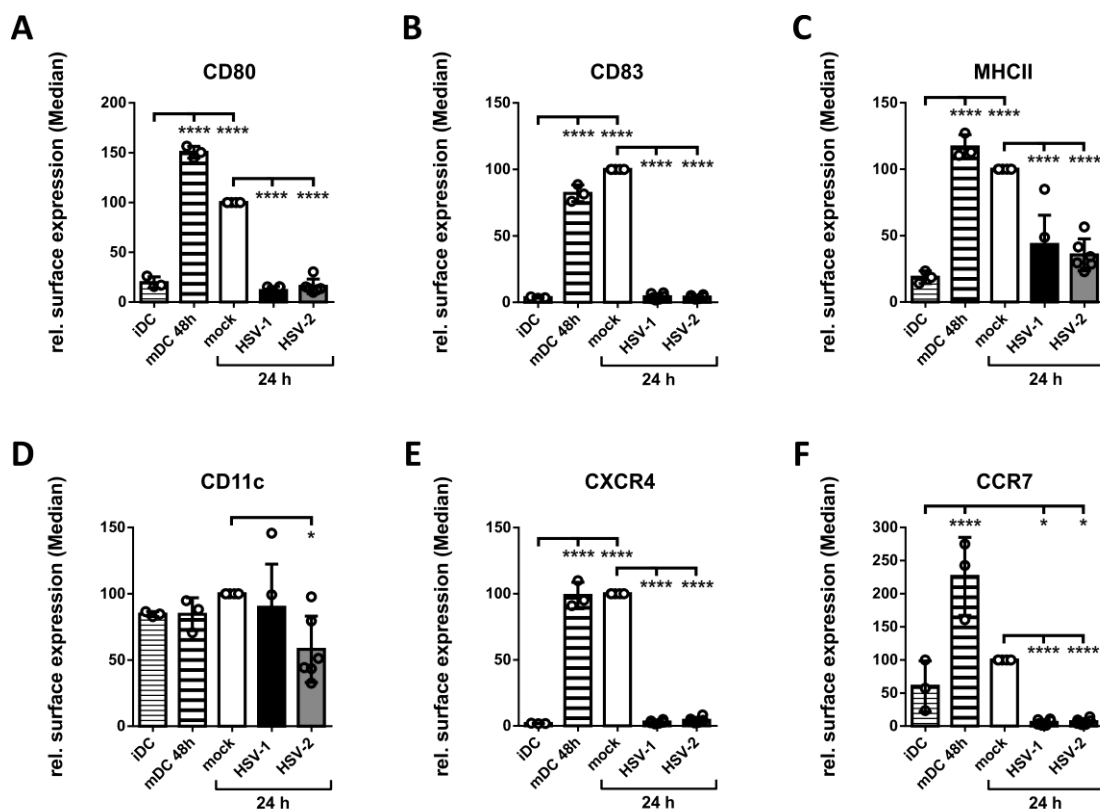 A
CD80
rel. surface expression (Median)
200
150
100
50
0
**** ****
**** ****
iDC
mDC 48h
mock
HSV-1
HSV-2
24 h
B
CD83
rel. surface expression (Median)
150
100
50
0
**** ****
**** ****
iDC
mDC 48h
mock
HSV-1
HSV-2
24 h
C
MHCII
rel. surface expression (Median)
150
100
50
0
**** ****
**** ****
iDC
mDC 48h
mock
HSV-1
HSV-2
24 h
D
CD11c
rel. surface expression (Median)
150
100
50
0
*
iDC
mDC 48h
mock
HSV-1
HSV-2
24 h
E
CXCR4
rel. surface expression (Median)
150
100
50
0
**** ****
**** ****
iDC
mDC 48h
mock
HSV-1
HSV-2
24 h
F
CCR7
rel. surface expression (Median)
300
250
200
150
100
50
0
**** * *
**** ****
iDC
mDC 48h
mock
HSV-1
HSV-2
24 h